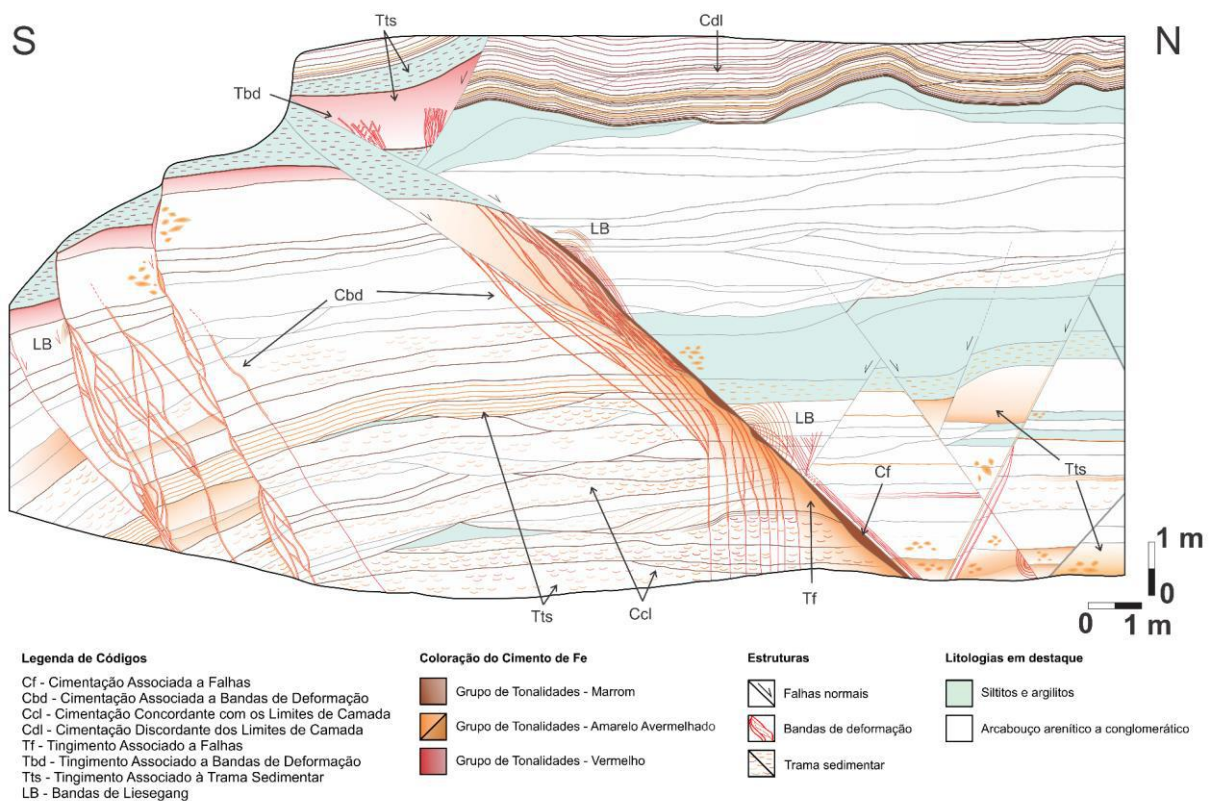 S
N
Tts
Cdl
Tbd
LB
Cbd
LB
LB
Cf
Tts
Tts
Ccl
Tf
1 m
0
0 1 m
Legenda de Códigos
Cf - Cimentação Associada a Falhas
Cbd - Cimentação Associada a Bandas de Deformação
Ccl - Cimentação Concordante com os Limites de Camada
Cdl - Cimentação Discordante dos Limites de Camada
Tf - Tingimento Associado a Falhas
Tbd - Tingimento Associado a Bandas de Deformação
Tts - Tingimento Associado à Trama Sedimentar
LB - Bandas de Liesegang
Coloração do Cimento de Fe
Grupo de Tonalidades - Marrom
Grupo de Tonalidades - Amarelo Avermelhado
Grupo de Tonalidades - Vermelho
Estruturas
Falhas normais
Bandas de deformação
Trama sedimentar
Litologias em destaque
Siltitos e argilitos
Arcabouço arenítico a conglomerático